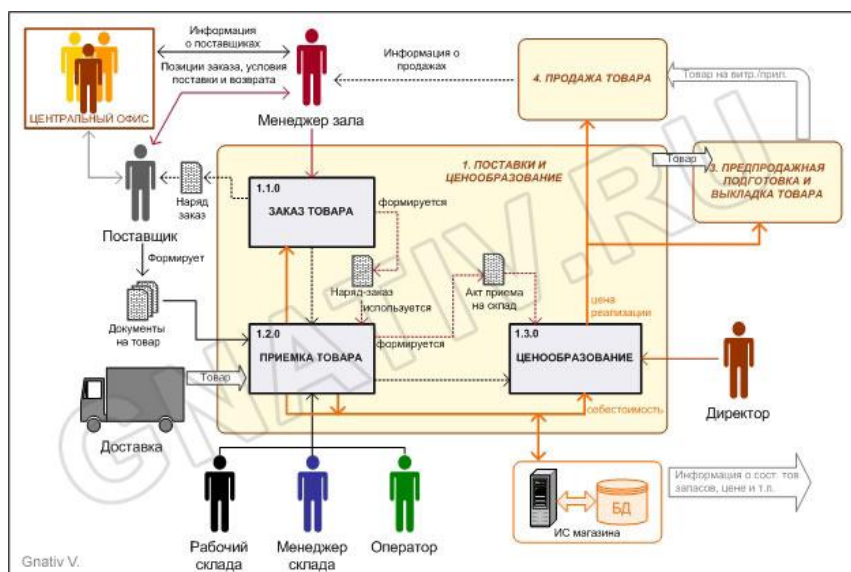 Информация
о поставщиках
Позиции заказа, условия
поставки и возврата
ЦЕНТРАЛЬНЫЙ ОФИС
Менеджер зала
Информация о
продажах
4. ПРОДАЖА ТОВАРА
Товар на витр./прил.
Товар
3. ПРЕДПРОДАЖНАЯ
ПОДГОТОВКА И
ВЫКЛАДКА ТОВАРА
1. ПОСТАВКИ И
ЦЕНООБРАЗОВАНИЕ
Наряд
заказ
Поставщик
Формирует
Документы
на товар
1.1.0
ЗАКАЗ ТОВАРА
формируется
Наряд-заказ
используется
Акт приема
на склад
1.2.0
ПРИЕМКА ТОВАРА
формируется
1.3.0
ЦЕНООБРАЗОВАНИЕ
цена
реализации
себестоимость
Товар
Доставка
Директор
Рабочий
склада
Менеджер
склада
Оператор
БД
ИС магазина
Информация о сост. тов.
запасов, цене и т.п.
Gnativ V.
GNATIV.RU